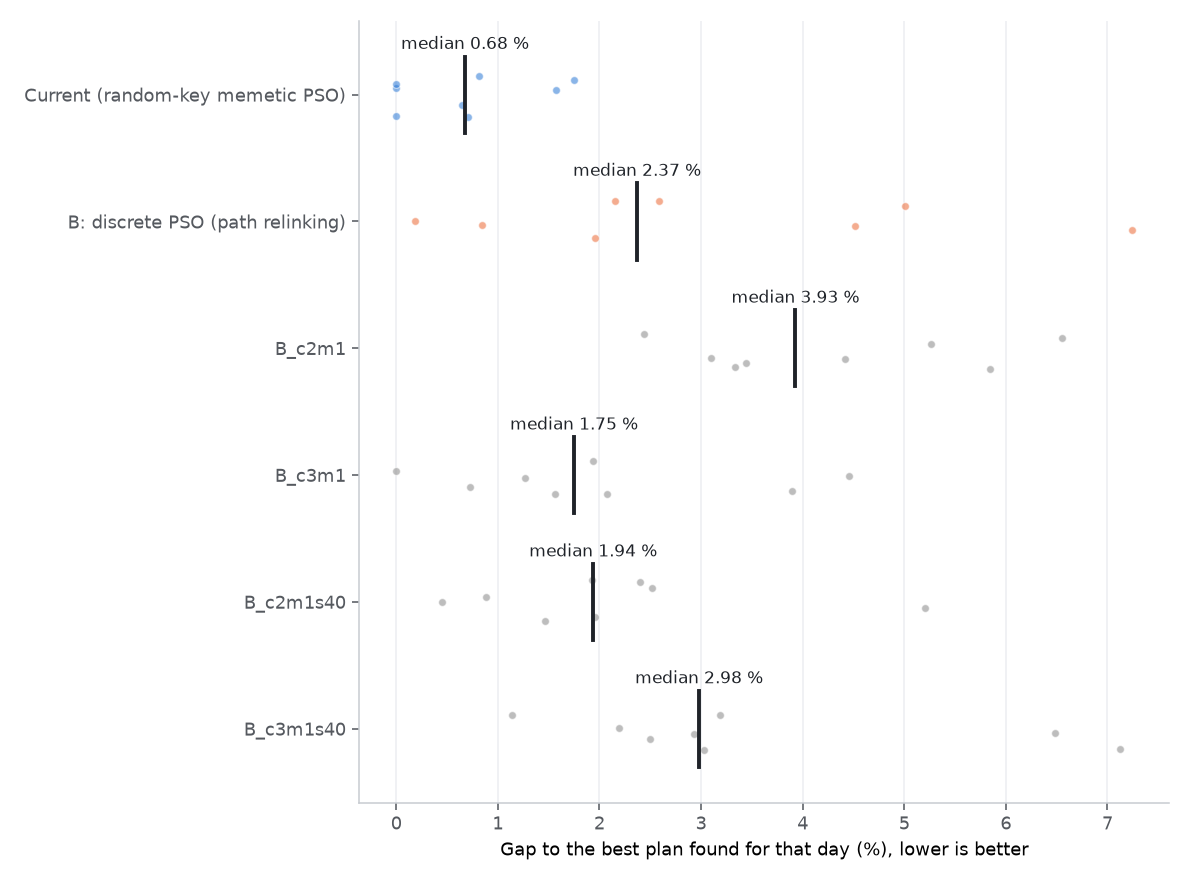 median 0.68 %
Current (random-key memetic PSO)
median 2.37 %
B: discrete PSO (path relinking)
median 3.93 %
B_c2m1
median 1.75 %
B_c3m1
median 1.94 %
B_c2m1s40
median 2.98 %
B_c3m1s40
0 1 2 3 4 5 6 7
Gap to the best plan found for that day (%), lower is better